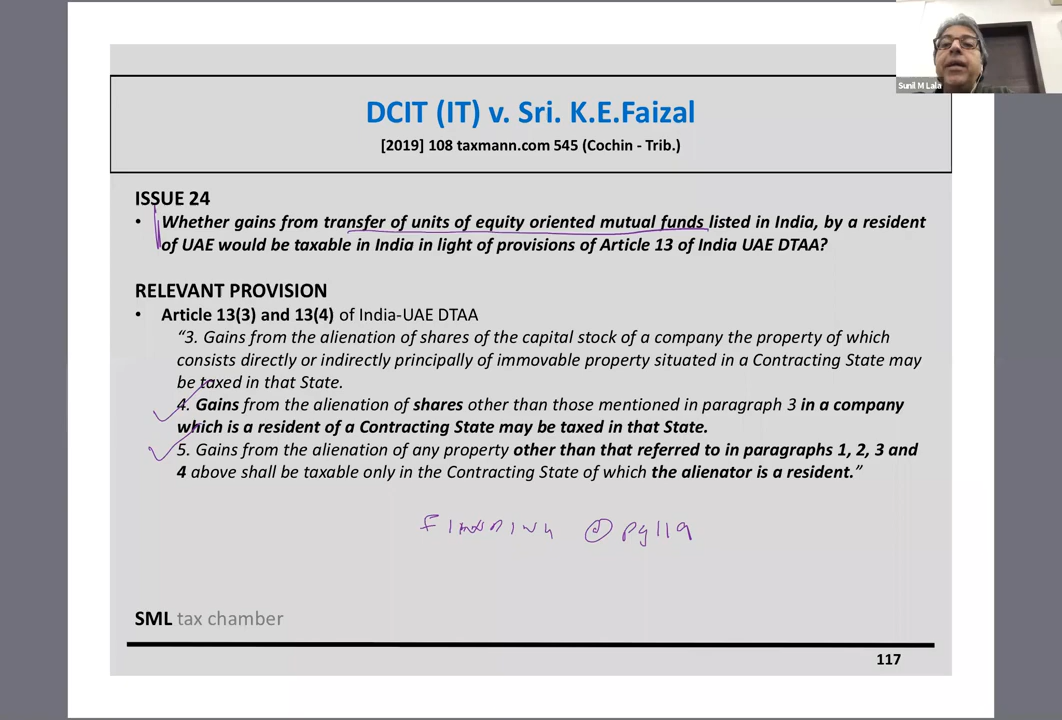 Sunil M Lala
DCIT (IT) v. Sri. K.E.Faizal
[2019] 108 taxmann.com 545 (Cochin - Trib.)
ISSUE 24
• Whether gains from transfer of units of equity oriented mutual funds listed in India, by a resident
of UAE would be taxable in India in light of provisions of Article 13 of India UAE DTAA?
RELEVANT PROVISION
• Article 13(3) and 13(4) of India-UAE DTAA
“3. Gains from the alienation of shares of the capital stock of a company the property of which
consists directly or indirectly principally of immovable property situated in a Contracting State may
be taxed in that State.
4. Gains from the alienation of shares other than those mentioned in paragraph 3 in a company
which is a resident of a Contracting State may be taxed in that State.
5. Gains from the alienation of any property other than that referred to in paragraphs 1, 2, 3 and
4 above shall be taxable only in the Contracting State of which the alienator is a resident.”
pg 119
SML tax chamber
117